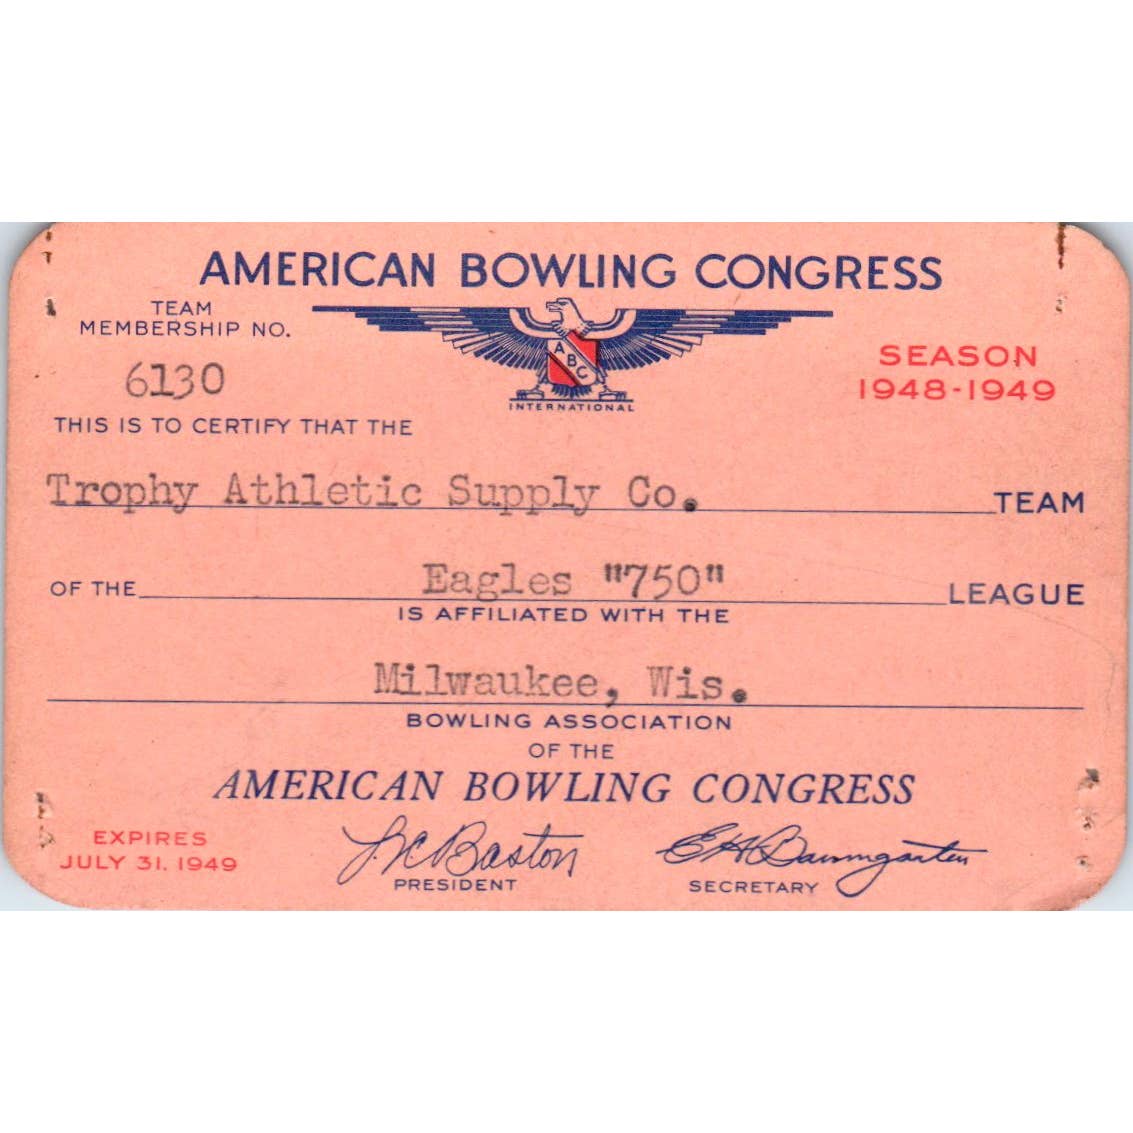 AMERICAN BOWLING CONGRESS
TEAM
MEMBERSHIP NO.
6130
ABC
INTERNATIONAL
SEASON
1948-1949
THIS IS TO CERTIFY THAT THE
Trophy Athletic Supply Co. TEAM
OF THE Eagles "750" LEAGUE
IS AFFILIATED WITH THE
Milwaukee, Wis.
BOWLING ASSOCIATION
OF THE
AMERICAN BOWLING CONGRESS
EXPIRES
JULY 31, 1949
J. C. Baston
PRESIDENT
E H Baumgarten
SECRETARY